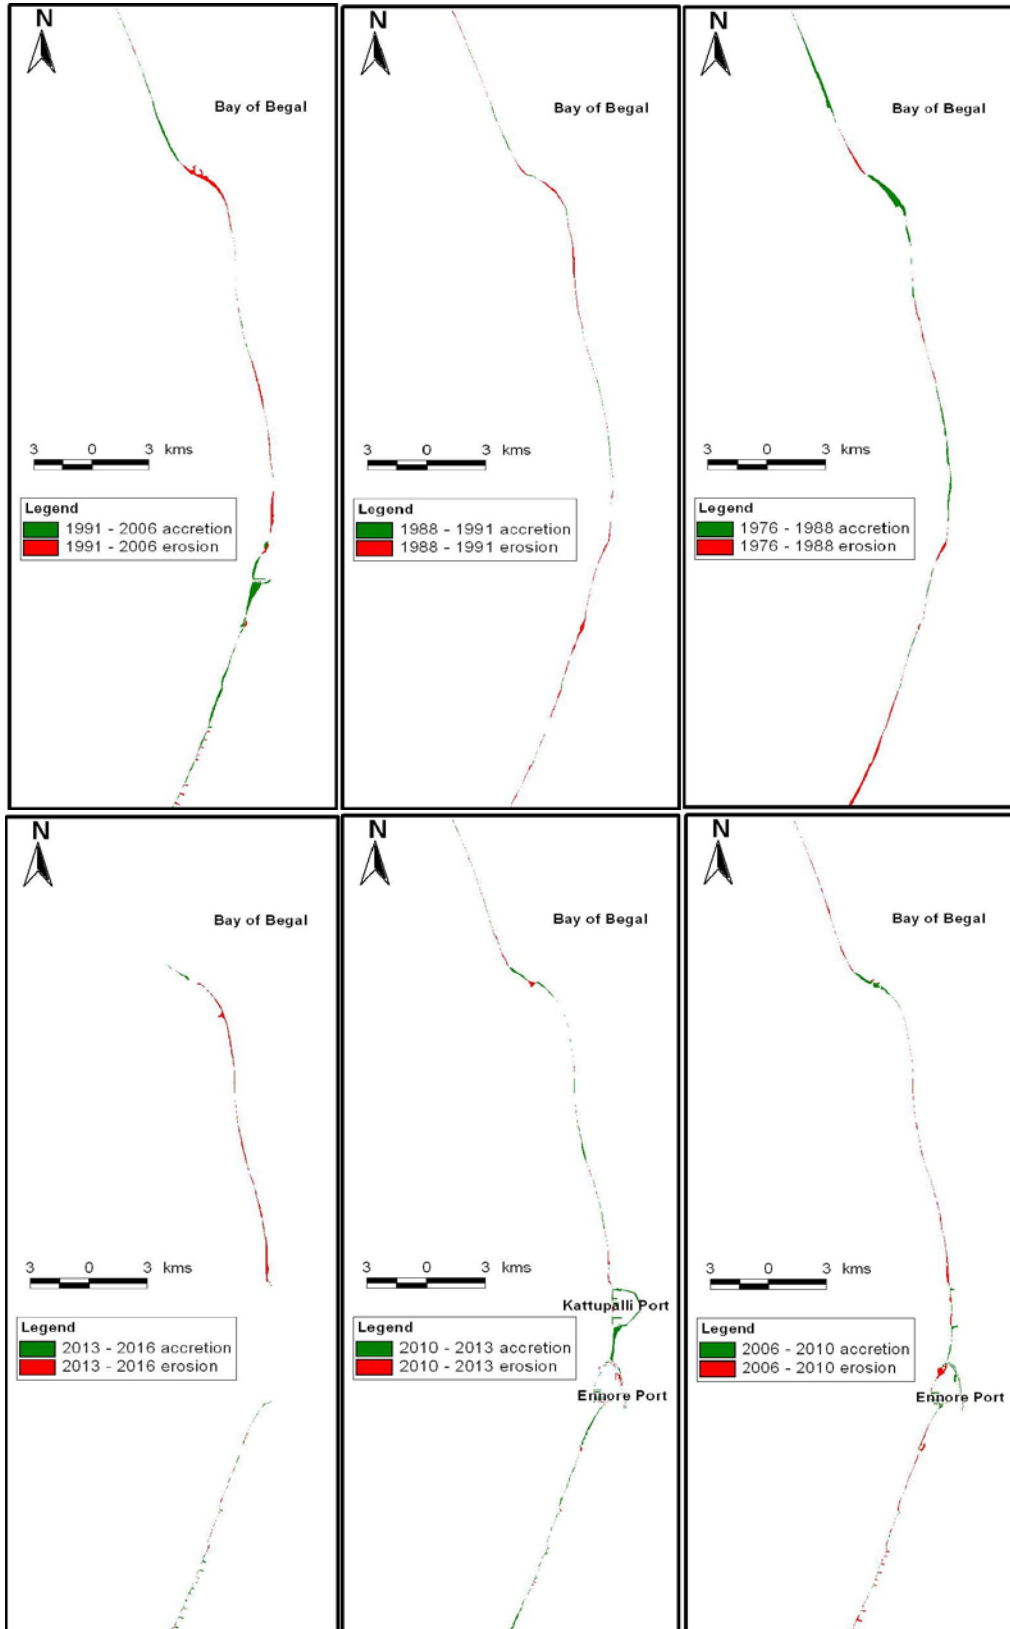 N
Bay of Begal
3 0 3 kms
Legend
1991 - 2006 accretion
1991 - 2006 erosion
N
Bay of Begal
3 0 3 kms
Legend
1988 - 1991 accretion
1988 - 1991 erosion
N
Bay of Begal
3 0 3 kms
Legend
1976 - 1988 accretion
1976 - 1988 erosion
N
Bay of Begal
3 0 3 kms
Legend
2013 - 2016 accretion
2013 - 2016 erosion
N
Bay of Begal
3 0 3 kms
Kattupalli Port
Legend
2010 - 2013 accretion
2010 - 2013 erosion
Ennore Port
N
Bay of Begal
3 0 3 kms
Legend
2006 - 2010 accretion
2006 - 2010 erosion
Ennore Port